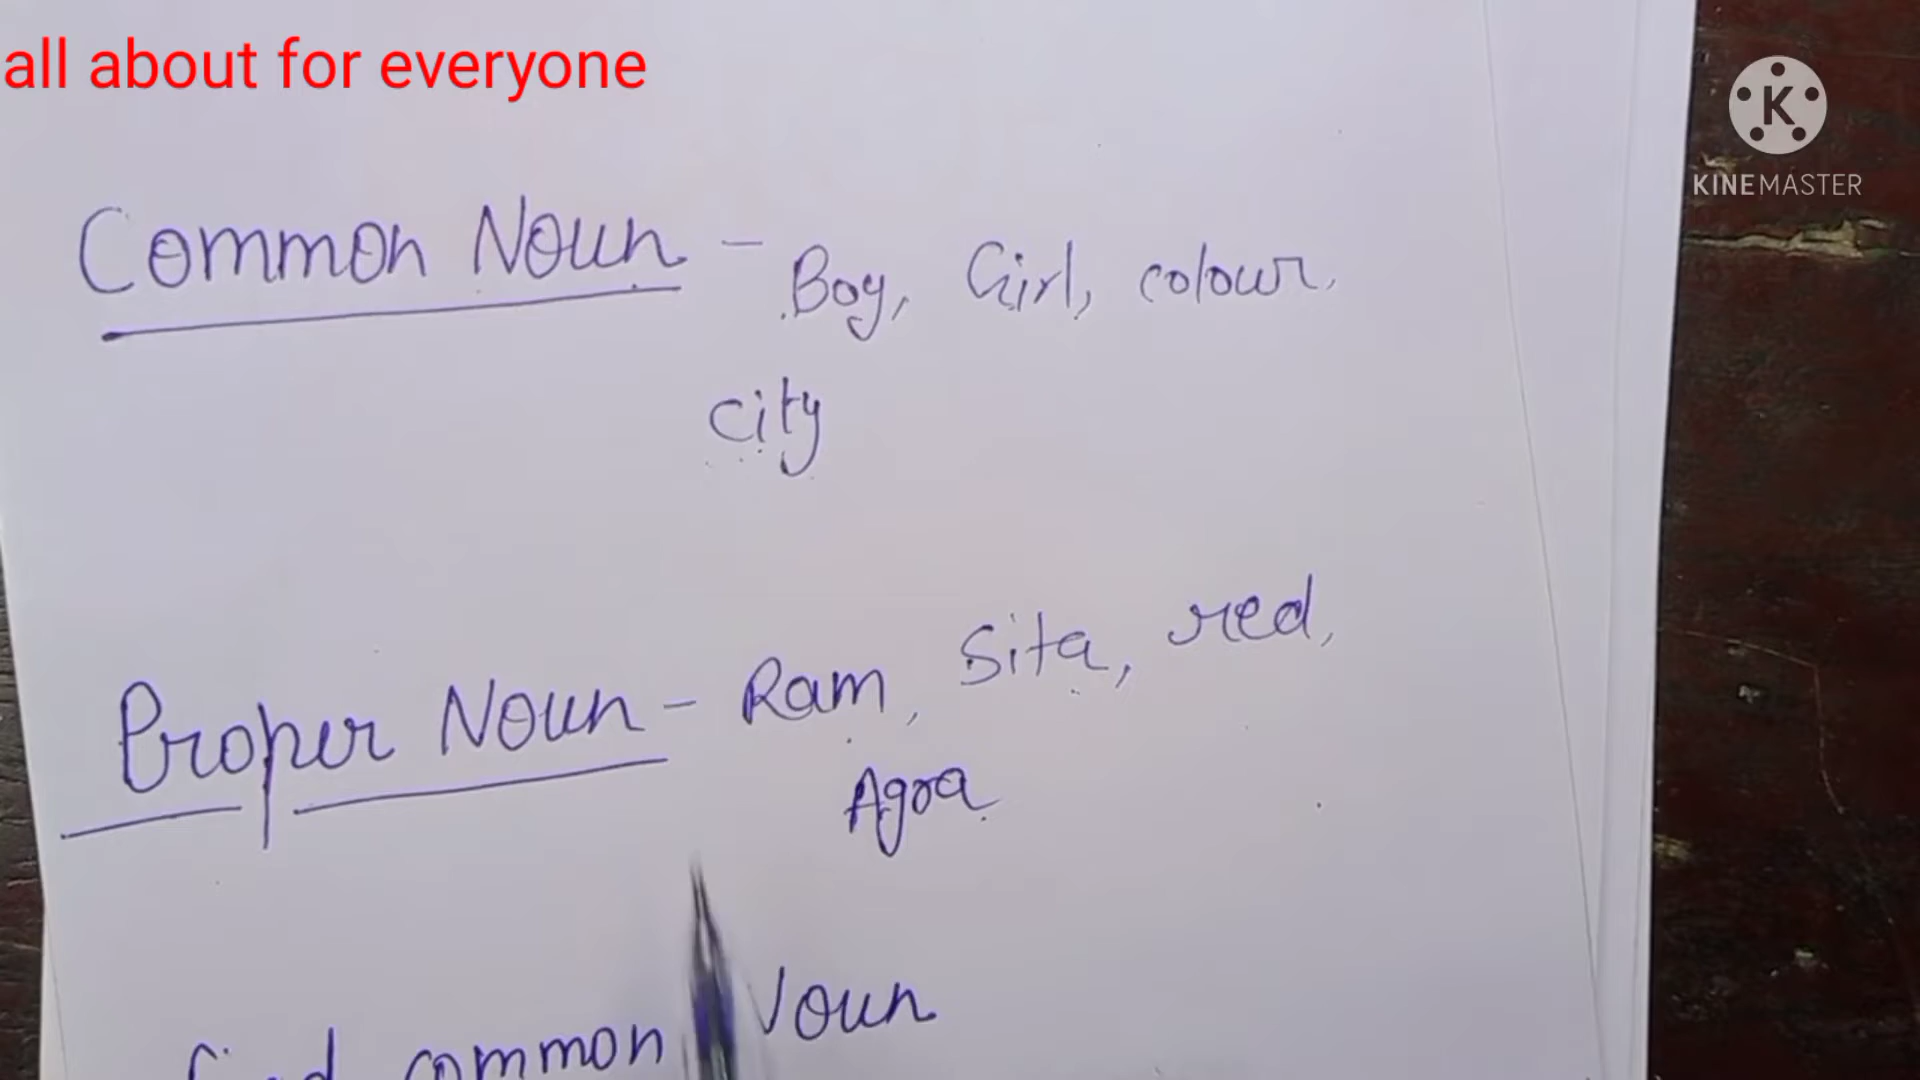 all about for everyone
KINEMASTER
Common Noun - Boy, Girl, colour,
city
Proper Noun - Ram, Sita, red,
Agra
find common Noun